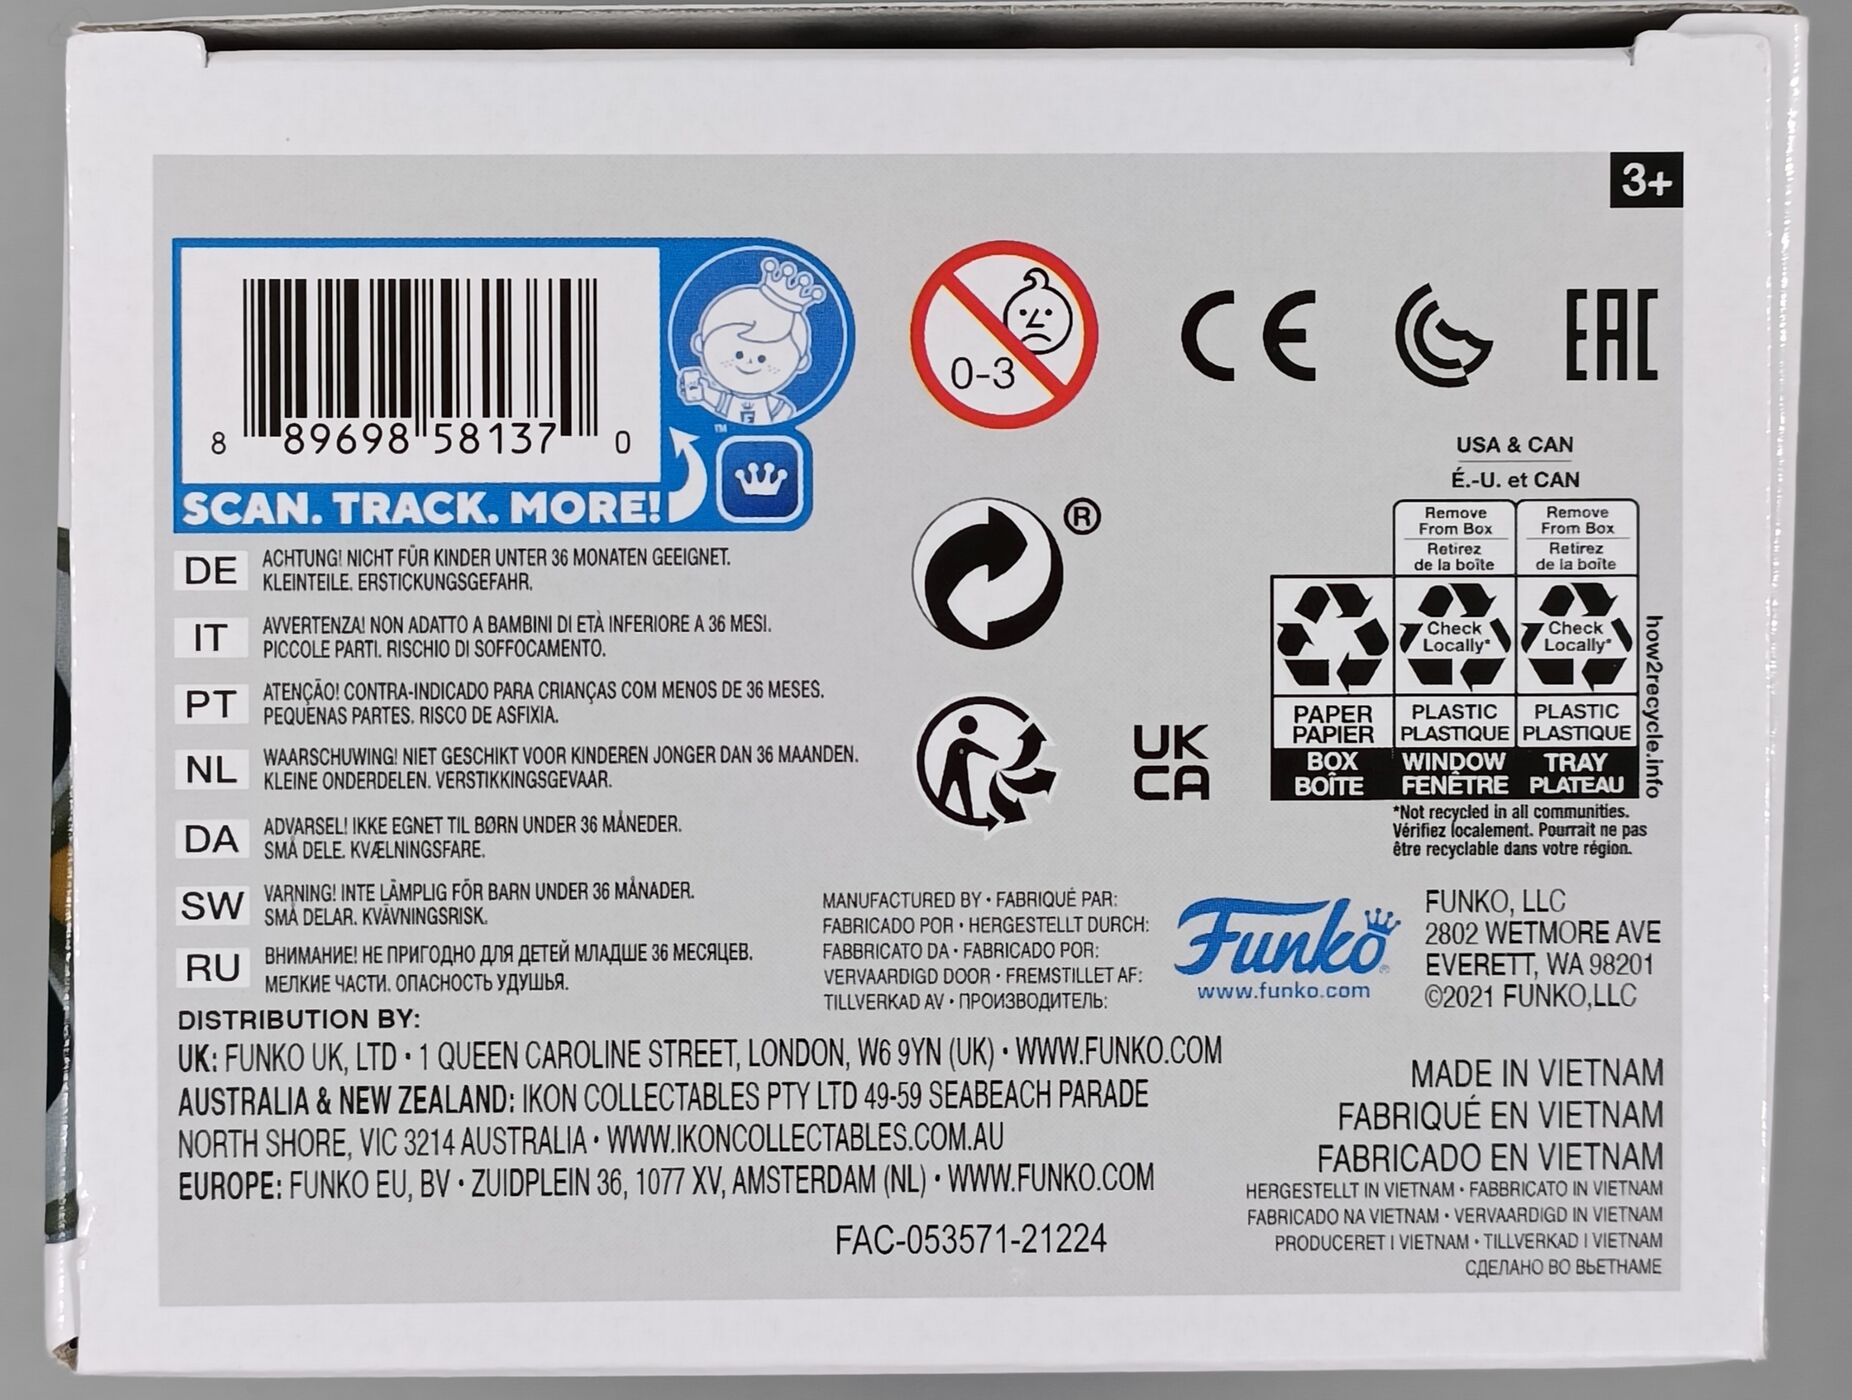 3+
8 89698 58137 0
SCAN. TRACK. MORE!
™
0-3
CE
EAC
®
DE ACHTUNG! NICHT FÜR KINDER UNTER 36 MONATEN GEEIGNET.
KLEINTEILE. ERSTICKUNGSGEFAHR.
IT AVVERTENZA! NON ADATTO A BAMBINI DI ETÀ INFERIORE A 36 MESI.
PICCOLE PARTI. RISCHIO DI SOFFOCAMENTO.
PT ATENÇÃO! CONTRA-INDICADO PARA CRIANÇAS COM MENOS DE 36 MESES.
PEQUENAS PARTES. RISCO DE ASFIXIA.
NL WAARSCHUWING! NIET GESCHIKT VOOR KINDEREN JONGER DAN 36 MAANDEN.
KLEINE ONDERDELEN. VERSTIKKINGSGEVAAR.
DA ADVARSEL! IKKE EGNET TIL BØRN UNDER 36 MÅNEDER.
SMÅ DELE. KVÆLNINGSFARE.
SW VARNING! INTE LÄMPLIG FÖR BARN UNDER 36 MÅNADER.
SMÅ DELAR. KVÄVNINGSRISK.
RU ВНИМАНИЕ! НЕ ПРИГОДНО ДЛЯ ДЕТЕЙ МЛАДШЕ 36 МЕСЯЦЕВ.
МЕЛКИЕ ЧАСТИ. ОПАСНОСТЬ УДУШЬЯ.
UK
CA
USA & CAN
É.-U. et CAN
Remove From Box
Retirez de la boîte
Remove From Box
Retirez de la boîte
Check Locally*
Check Locally*
PAPER PAPIER
PLASTIC PLASTIQUE
PLASTIC PLASTIQUE
BOX BOÎTE
WINDOW FENÊTRE
TRAY PLATEAU
how2recycle.info
*Not recycled in all communities.
Vérifiez localement. Pourrait ne pas
être recyclable dans votre région.
MANUFACTURED BY • FABRIQUÉ PAR:
FABRICADO POR • HERGESTELLT DURCH:
FABBRICATO DA • FABRICADO POR:
VERVAARDIGD DOOR • FREMSTILLET AF:
TILLVERKAD AV • ПРОИЗВОДИТЕЛЬ:
Funko®
www.funko.com
FUNKO, LLC
2802 WETMORE AVE
EVERETT, WA 98201
©2021 FUNKO,LLC
DISTRIBUTION BY:
UK: FUNKO UK, LTD • 1 QUEEN CAROLINE STREET, LONDON, W6 9YN (UK) • WWW.FUNKO.COM
AUSTRALIA & NEW ZEALAND: IKON COLLECTABLES PTY LTD 49-59 SEABEACH PARADE
NORTH SHORE, VIC 3214 AUSTRALIA • WWW.IKONCOLLECTABLES.COM.AU
EUROPE: FUNKO EU, BV • ZUIDPLEIN 36, 1077 XV, AMSTERDAM (NL) • WWW.FUNKO.COM
FAC-053571-21224
MADE IN VIETNAM
FABRIQUÉ EN VIETNAM
FABRICADO EN VIETNAM
HERGESTELLT IN VIETNAM • FABBRICATO IN VIETNAM
FABRICADO NA VIETNAM • VERVAARDIGD IN VIETNAM
PRODUCERET I VIETNAM • TILLVERKAD I VIETNAM
СДЕЛАНО ВО ВЬЕТНАМЕ